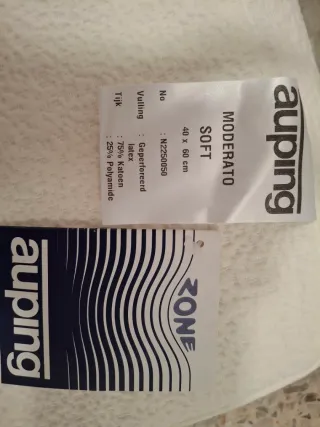 auping
MODERATO
SOFT
40 x 60 cm
No : N2250050
Vulling : Geperforeerd
latex
Tijk : 75% Katoen
: 25% Polyamide
ZONE
auping